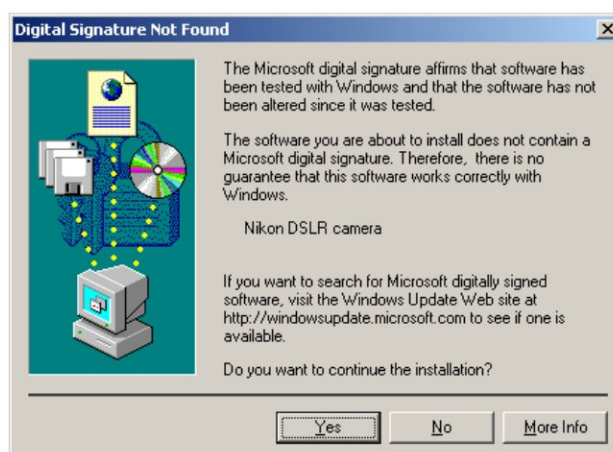 Digital Signature Not Found
The Microsoft digital signature affirms that software has
been tested with Windows and that the software has not
been altered since it was tested.
The software you are about to install does not contain a
Microsoft digital signature. Therefore, there is no
guarantee that this software works correctly with
Windows.
Nikon DSLR camera
If you want to search for Microsoft digitally signed
software, visit the Windows Update Web site at
http://windowsupdate.microsoft.com to see if one is
available.
Do you want to continue the installation?
Yes No More Info